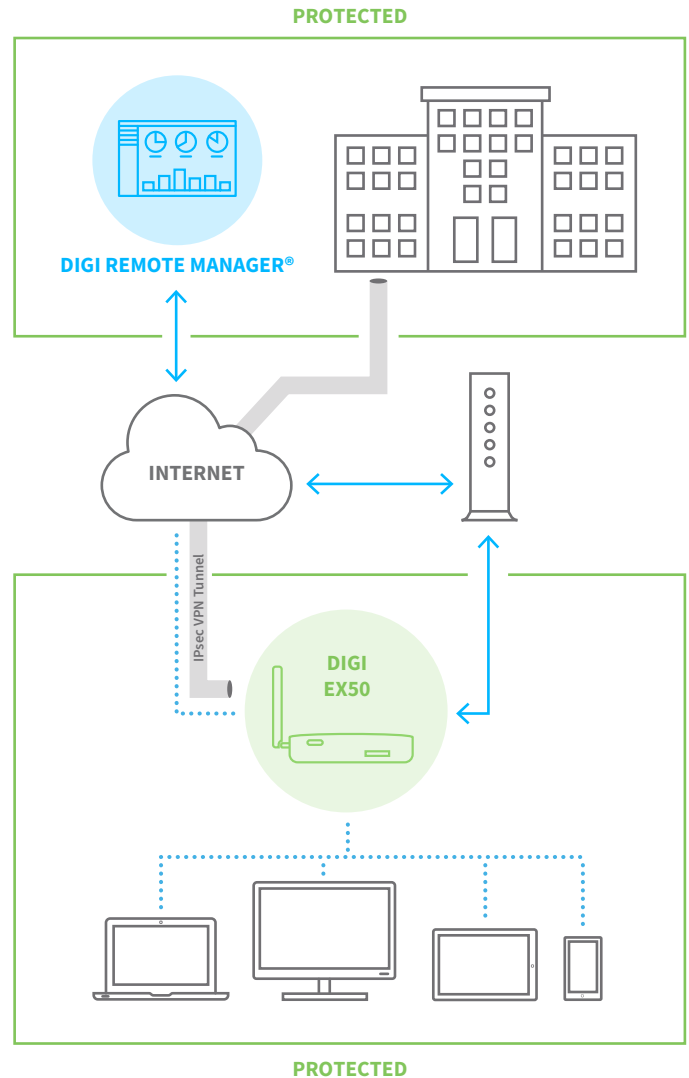 PROTECTED
DIGI REMOTE MANAGER®
INTERNET
IPsec VPN Tunnel
DIGI
EX50
PROTECTED